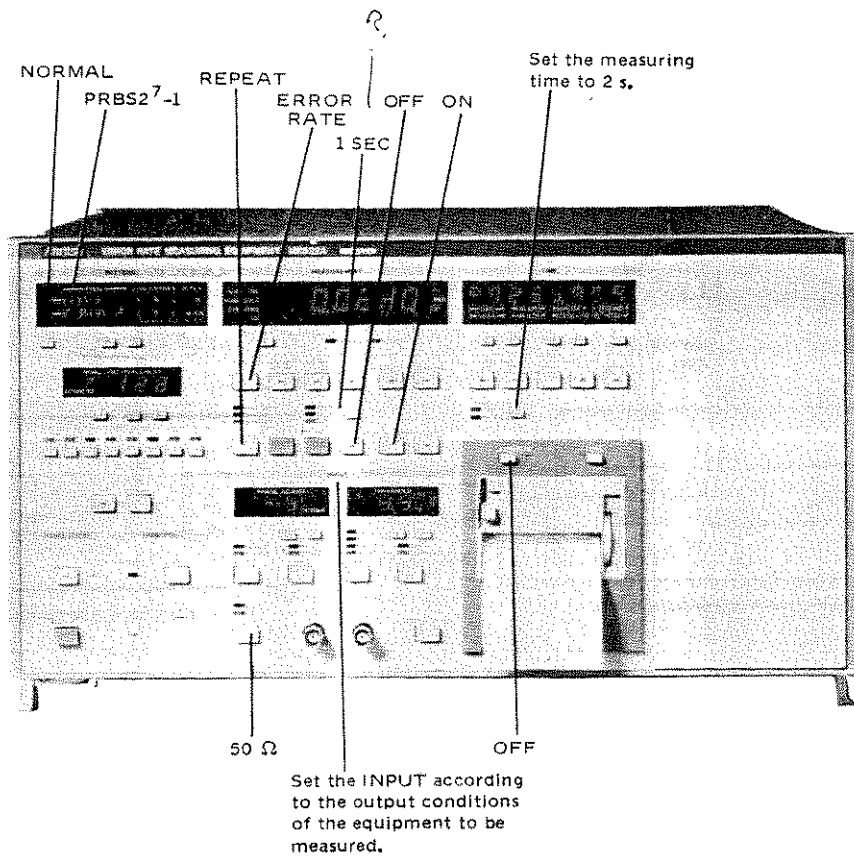 NORMAL
PRBS2⁷-1
REPEAT
ERROR
RATE
1 SEC
OFF
ON
Set the measuring
time to 2 s.
50 Ω
OFF
Set the INPUT according
to the output conditions
of the equipment to be
measured.